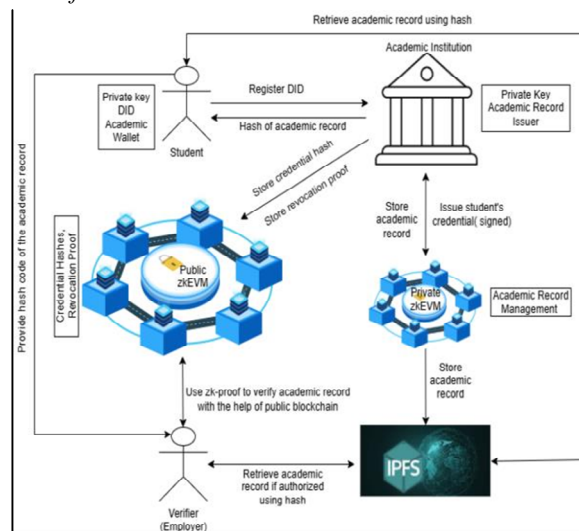 Retrieve academic record using hash
Academic Institution
Private key
DID
Academic
Wallet
Student
Register DID
Hash of academic record
Private Key
Academic Record
Issuer
Store credential hash
Store revocation proof
Store
academic
record
Issue student's
credential( signed)
Provide hash code of the academic record
Credential Hashes,
Revocation Proof
Public
zkEVM
Private
zkEVM
Academic Record
Management
Store
academic
record
Use zk-proof to verify academic record
with the help of public blockchain
IPFS
Retrieve academic
record if authorized
using hash
Verifier
(Employer)